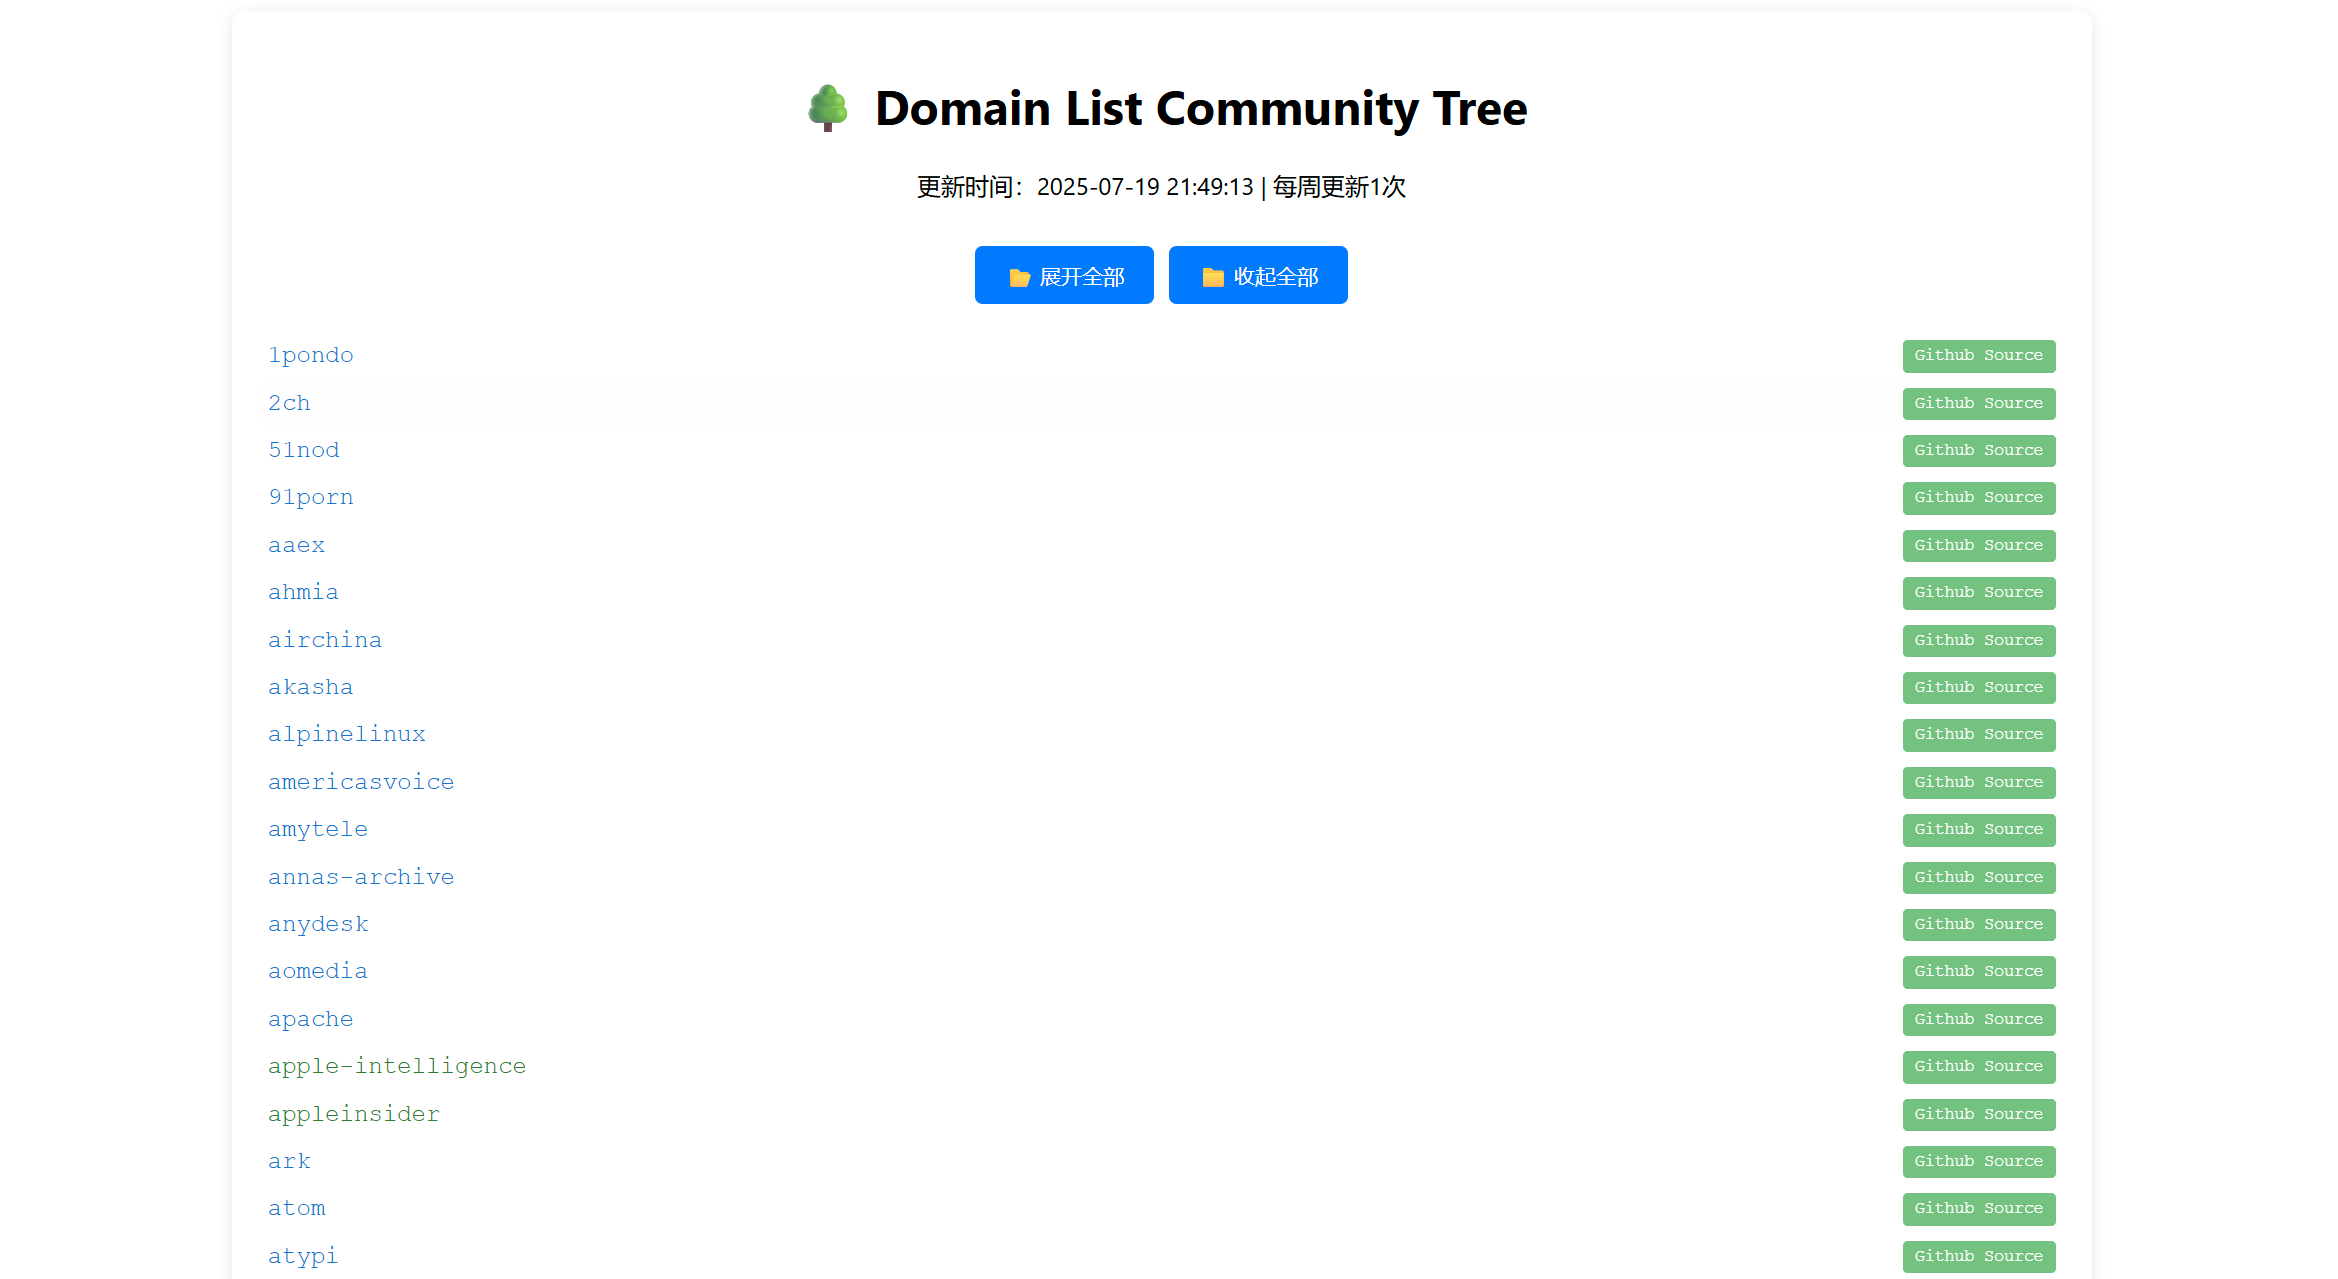 Domain List Community Tree
更新时间：2025-07-19 21:49:13 | 每周更新1次
展开全部 收起全部
1pondo Github Source
2ch Github Source
51nod Github Source
91porn Github Source
aaex Github Source
ahmia Github Source
airchina Github Source
akasha Github Source
alpinelinux Github Source
americasvoice Github Source
amytele Github Source
annas-archive Github Source
anydesk Github Source
aomedia Github Source
apache Github Source
apple-intelligence Github Source
appleinsider Github Source
ark Github Source
atom Github Source
atypi Github Source